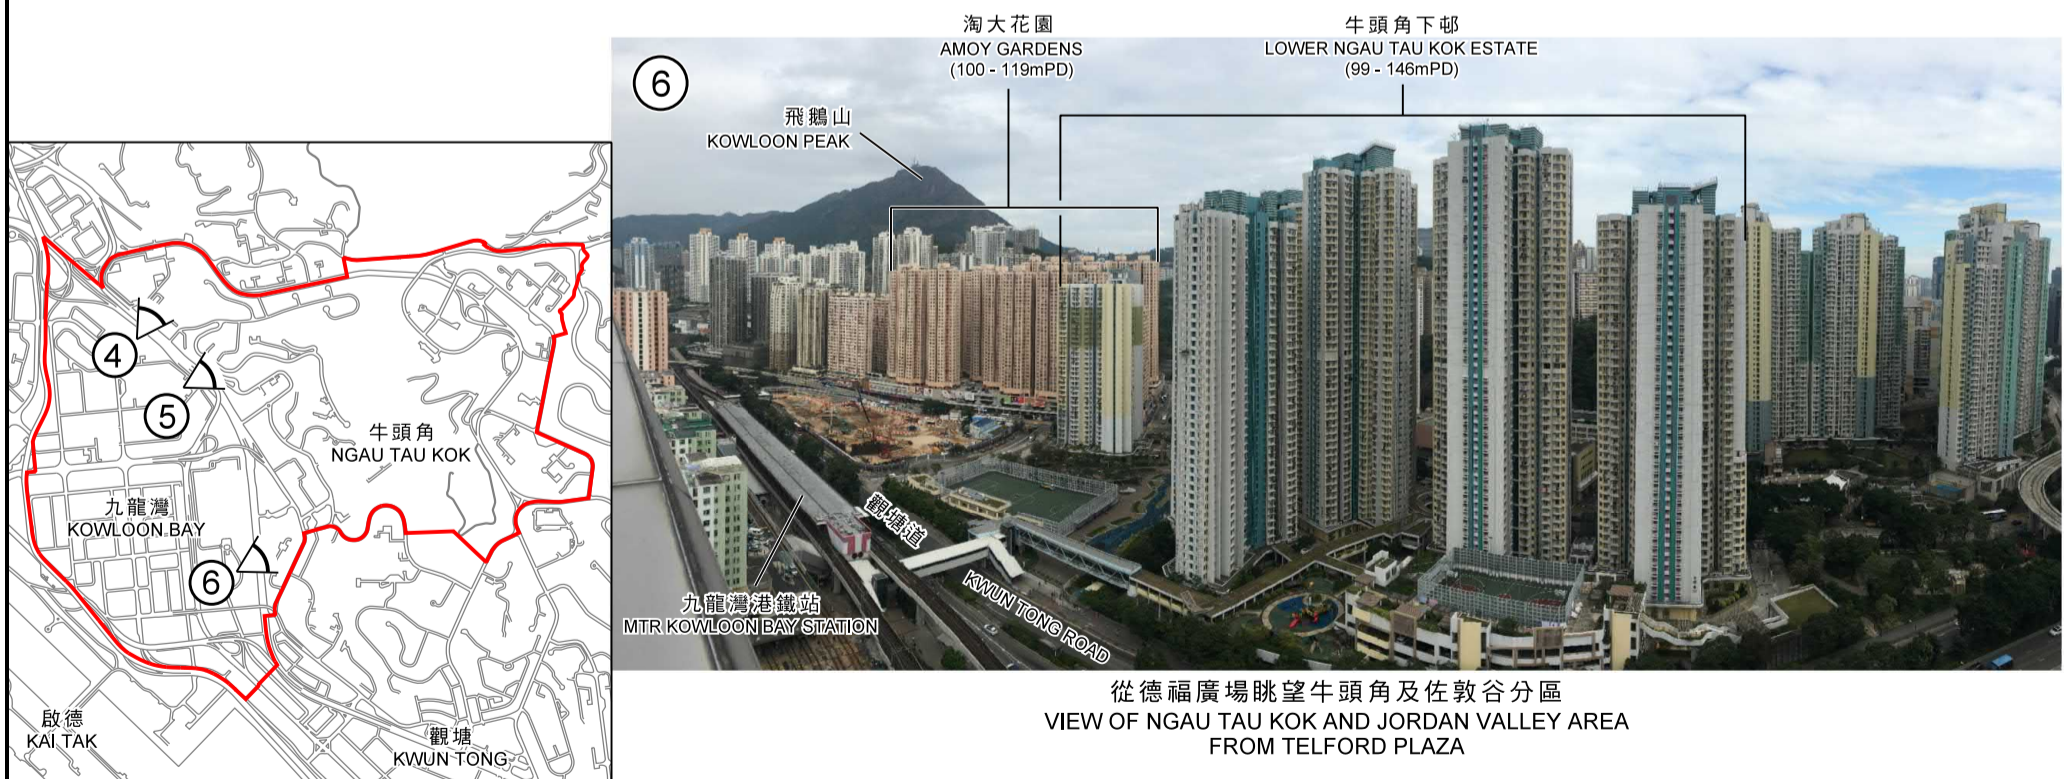 淘大花園
AMOY GARDENS
(100 - 119mPD)
牛頭角下邨
LOWER NGAU TAU KOK ESTATE
(99 - 146mPD)
6
飛鵝山
KOWLOON PEAK
觀塘道
KWUN TONG ROAD
九龍灣港鐵站
MTR KOWLOON BAY STATION
從德福廣場眺望牛頭角及佐敦谷分區
VIEW OF NGAU TAU KOK AND JORDAN VALLEY AREA
FROM TELFORD PLAZA
4
5
牛頭角
NGAU TAU KOK
九龍灣
KOWLOON BAY
6
啟德
KAI TAK
觀塘
KWUN TONG